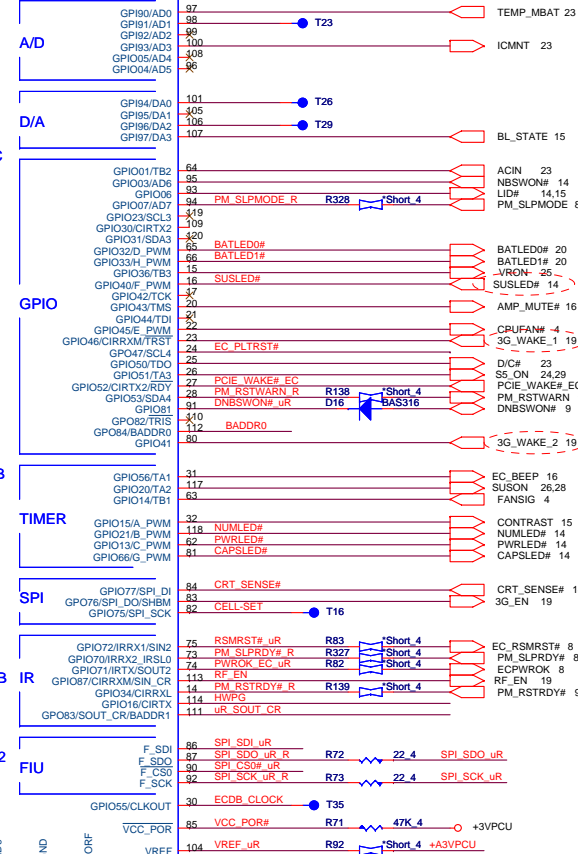 A/D
GPI90/AD0 97 TEMP_MBAT 23
GPI91/AD1 98 T23
GPI92/AD2 99
GPI93/AD3 100 ICMNT 23
GPIO05/AD4 108
GPIO04/AD5 96
D/A
GPI94/DA0 101 T26
GPI95/DA1 105
GPI96/DA2 106 T29
GPI97/DA3 107 BL_STATE 15
GPIO
GPIO01/TB2 64 ACIN 23
GPIO03/AD6 95 NBSWON# 14
GPIO06 93 LID# 14,15
GPIO07/AD7 94 PM_SLPMODE_R R328 *Short_4 PM_SLPMODE 8
GPIO23/SCL3 119
GPIO30/CIRTX2 109
GPIO31/SDA3 120
GPIO32/D_PWM 65 BATLED0# BATLED0# 20
GPIO33/H_PWM 66 BATLED1# BATLED1# 20
GPIO36/TB3 15 VRON 25
GPIO40/F_PWM 16 SUSLED# SUSLED# 14
GPIO42/TCK 17
GPIO43/TMS 20 AMP_MUTE# 16
GPIO44/TDI 21
GPIO45/E_PWM 22 CPUFAN# 4
GPIO46/CIRRXM/TRST 23 3G_WAKE_1 19
GPIO47/SCL4 24 EC_PLTRST#
GPIO50/TDO 25 D/C# 23
GPIO51/TA3 26 S5_ON 24,29
GPIO52/CIRTX2/RDY 27 PCIE_WAKE#_EC PCIE_WAKE#_EC
GPIO53/SDA4 28 PM_RSTWARN_R R138 *Short_4 PM_RSTWARN
GPIO81 91 DNBSWON#_uR D16 BAS316 DNBSWON# 9
GPO82/TRIS 110
GPO84/BADDR0 112 BADDR0
GPIO41 80 3G_WAKE_2 19
TIMER
GPIO56/TA1 31 EC_BEEP 16
GPIO20/TA2 117 SUSON 26,28
GPIO14/TB1 63 FANSIG 4
GPIO15/A_PWM 32 CONTRAST 15
GPIO21/B_PWM 118 NUMLED# NUMLED# 14
GPIO13/C_PWM 62 PWRLED# PWRLED# 14
GPIO66/G_PWM 81 CAPSLED# CAPSLED# 14
SPI
GPIO77/SPI_DI 84 CRT_SENSE# CRT_SENSE# 1
GPO76/SPI_DO/SHBM 83 3G_EN 19
GPIO75/SPI_SCK 82 CELL-SET T16
IR
GPIO72/IRRX1/SIN2 75 RSMRST#_uR R83 *Short_4 EC_RSMRST# 8
GPIO70/IRRX2_IRSL0 73 PM_SLPRDY#_R R327 *Short_4 PM_SLPRDY# 8
GPIO71/IRTX/SOUT2 74 PWROK_EC_uR R82 *Short_4 ECPWROK 8
GPIO87/CIRRXM/SIN_CR 113 RF_EN RF_EN 19
GPIO34/CIRRXL 14 PM_RSTRDY#_R R139 *Short_4 PM_RSTRDY# 9
GPIO16/CIRTX 114 HWPG
GPO83/SOUT_CR/BADDR1 111 uR_SOUT_CR
FIU
F_SDI 86 SPI_SDI_uR
F_SDO 87 SPI_SDO_uR_R R72 22_4 SPI_SDO_uR
F_CS0 90 SPI_CS0#_uR
F_SCK 92 SPI_SCK_uR_R R73 22_4 SPI_SCK_uR
GPIO55/CLKOUT 30 ECDB_CLOCK T35
VCC_POR 85 VCC_POR# R71 47K_4 +3VPCU
VREF 104 VREF_uR R92 *Short_4 +A3VPCU
ND
ORF